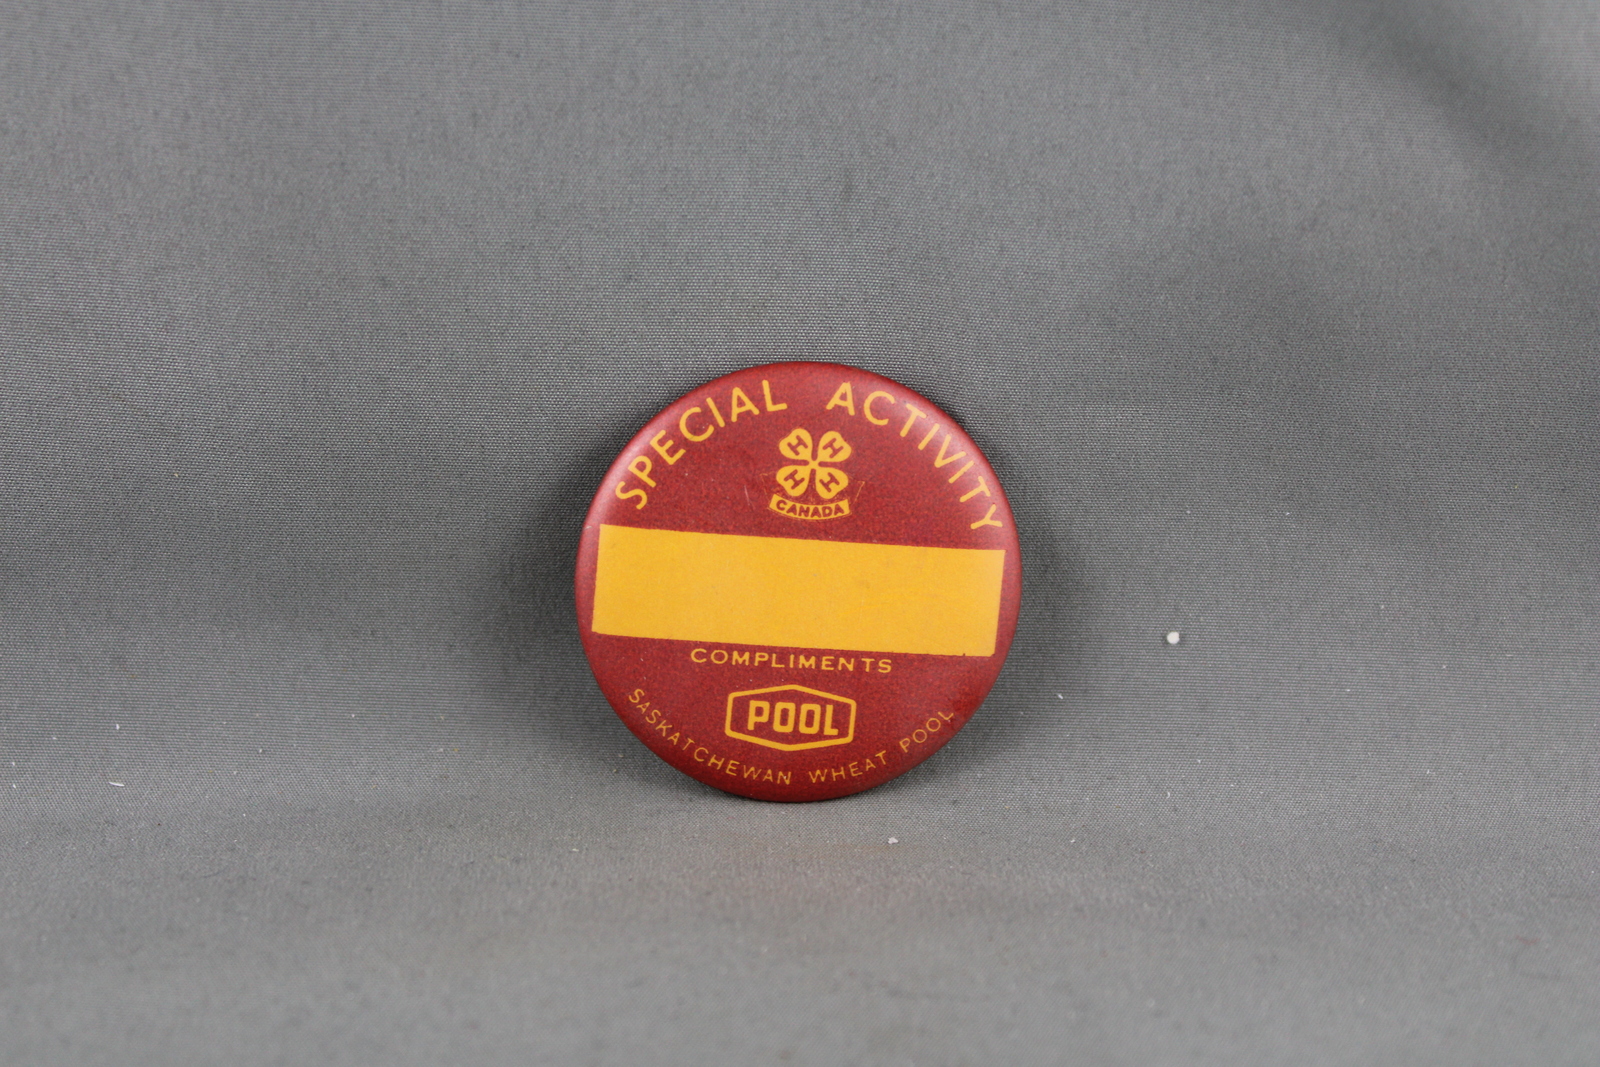 SPECIAL ACTIVITY
H H
H H
CANADA
COMPLIMENTS
POOL
SASKATCHEWAN WHEAT POOL